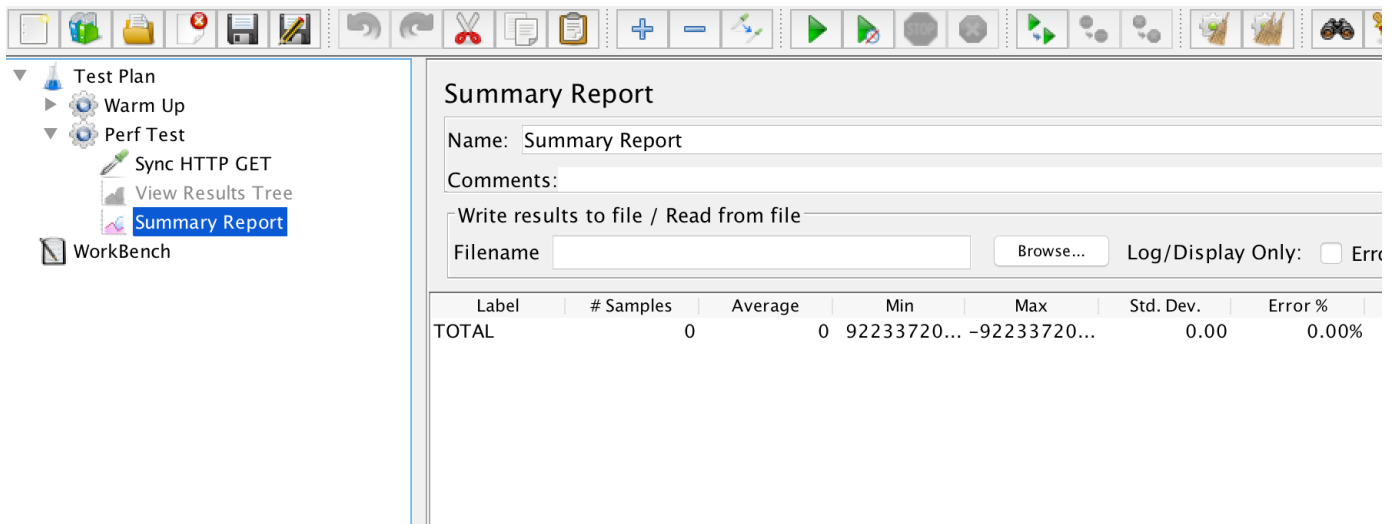 STOP
Test Plan
Warm Up
Perf Test
Sync HTTP GET
View Results Tree
Summary Report
WorkBench
Summary Report
Name: Summary Report
Comments:
Write results to file / Read from file
Filename Browse... Log/Display Only: Erro
Label # Samples Average Min Max Std. Dev. Error %
TOTAL 0 0 92233720... -92233720... 0.00 0.00%